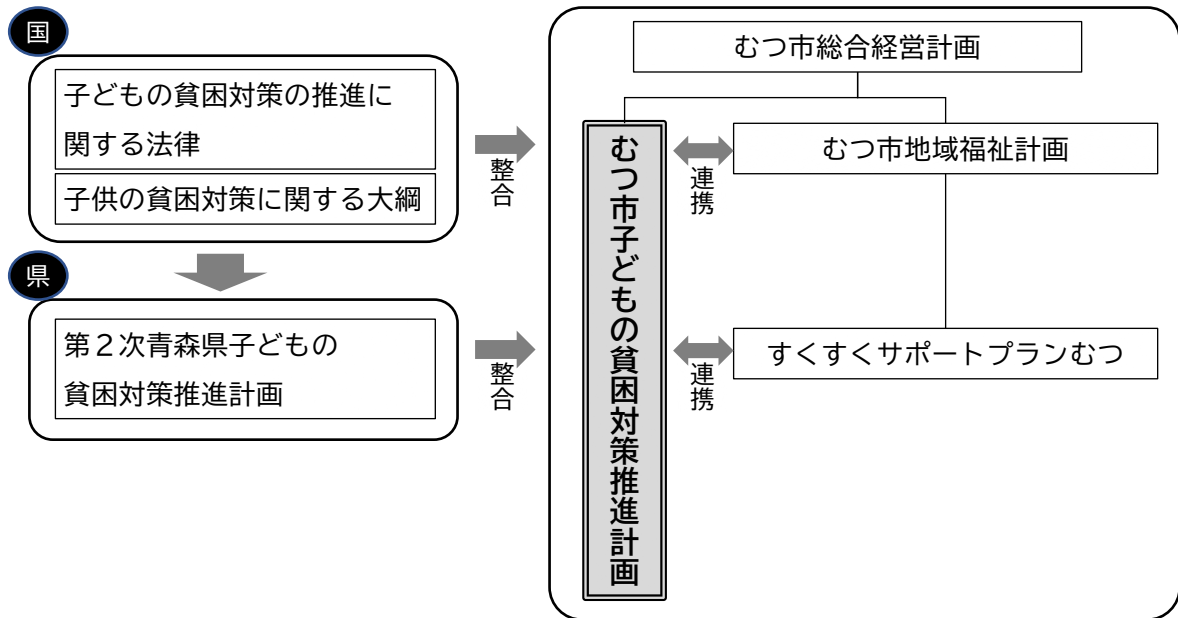 国
子どもの貧困対策の推進に
関する法律
子供の貧困対策に関する大綱
整合
県
第２次青森県子どもの
貧困対策推進計画
整合
むつ市総合経営計画
むつ市子どもの貧困対策推進計画
連携
むつ市地域福祉計画
連携
すくすくサポートプランむつ